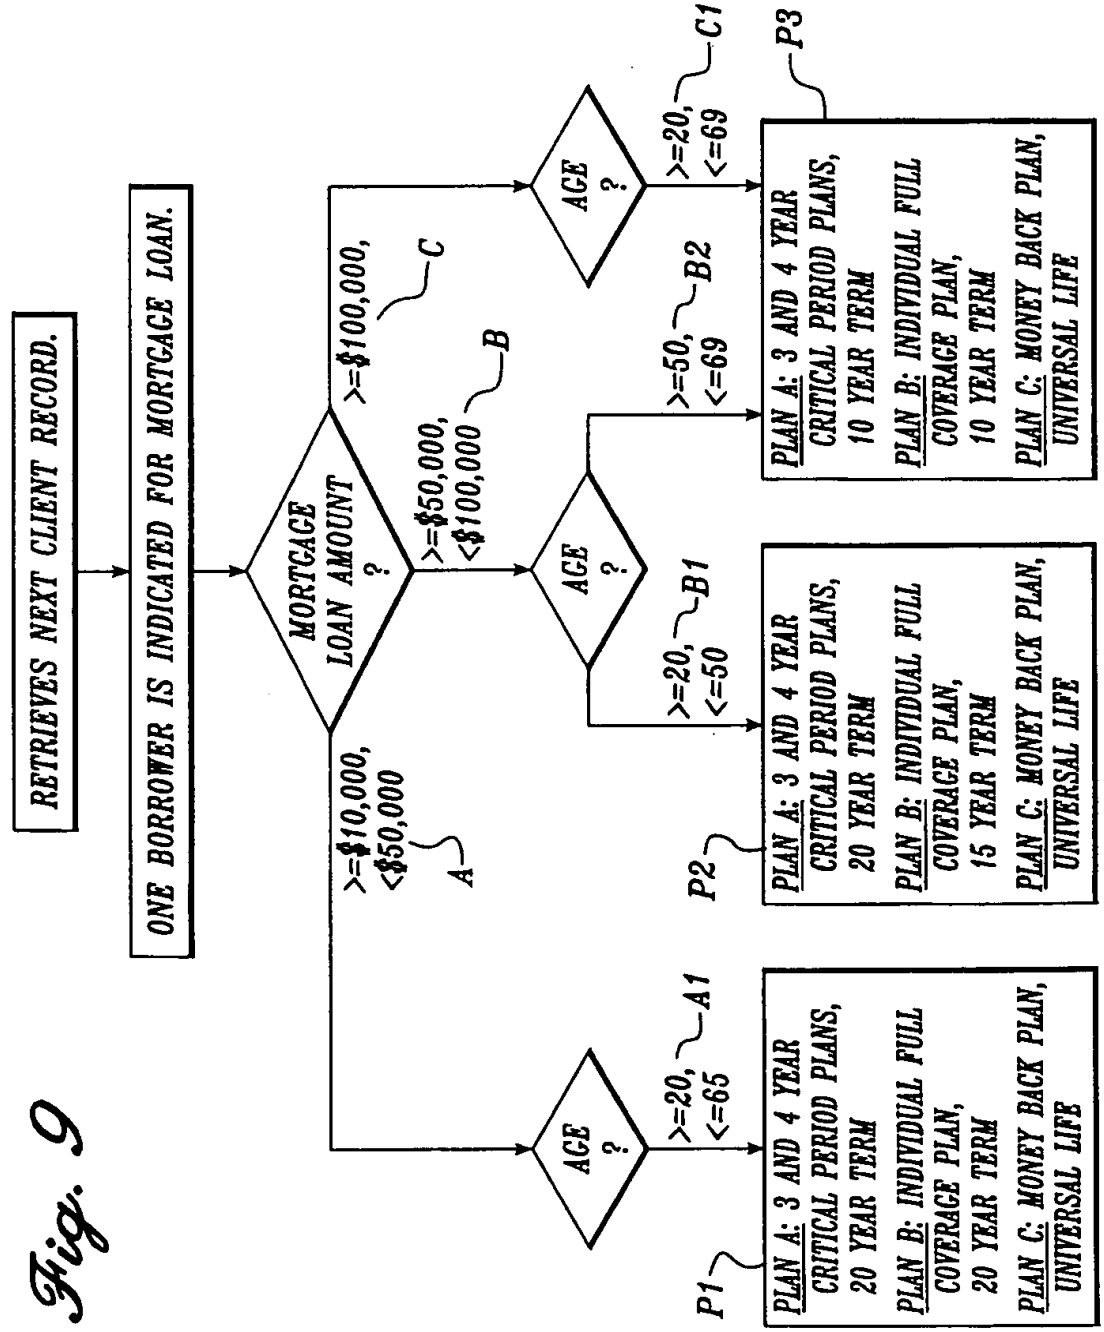 Fig. 9
RETRIEVES NEXT CLIENT RECORD.
ONE BORROWER IS INDICATED FOR MORTGAGE LOAN.
MORTGAGE
LOAN AMOUNT
?
>=$10,000,
<$50,000
A
>=$50,000,
<$100,000
B
>=$100,000,
C
AGE
?
>=20,
<=65
A1
AGE
?
>=20,
<=50
B1
>=50,
<=69
B2
AGE
?
>=20,
<=69
C1
P1
PLAN A: 3 AND 4 YEAR
CRITICAL PERIOD PLANS,
20 YEAR TERM
PLAN B: INDIVIDUAL FULL
COVERAGE PLAN,
20 YEAR TERM
PLAN C: MONEY BACK PLAN,
UNIVERSAL LIFE
P2
PLAN A: 3 AND 4 YEAR
CRITICAL PERIOD PLANS,
20 YEAR TERM
PLAN B: INDIVIDUAL FULL
COVERAGE PLAN,
15 YEAR TERM
PLAN C: MONEY BACK PLAN,
UNIVERSAL LIFE
P3
PLAN A: 3 AND 4 YEAR
CRITICAL PERIOD PLANS,
10 YEAR TERM
PLAN B: INDIVIDUAL FULL
COVERAGE PLAN,
10 YEAR TERM
PLAN C: MONEY BACK PLAN,
UNIVERSAL LIFE